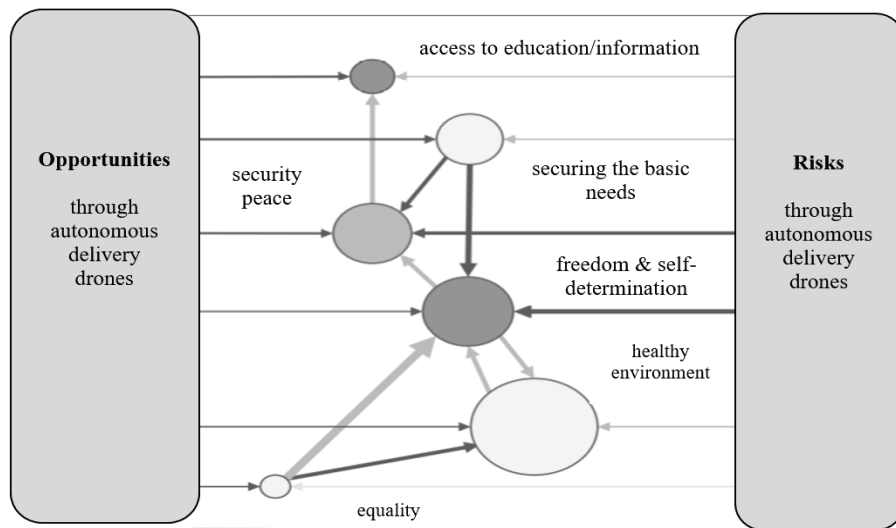 Opportunities
through
autonomous
delivery
drones
access to education/information
security
peace
securing the basic
needs
freedom & self-
determination
healthy
environment
equality
Risks
through
autonomous
delivery
drones